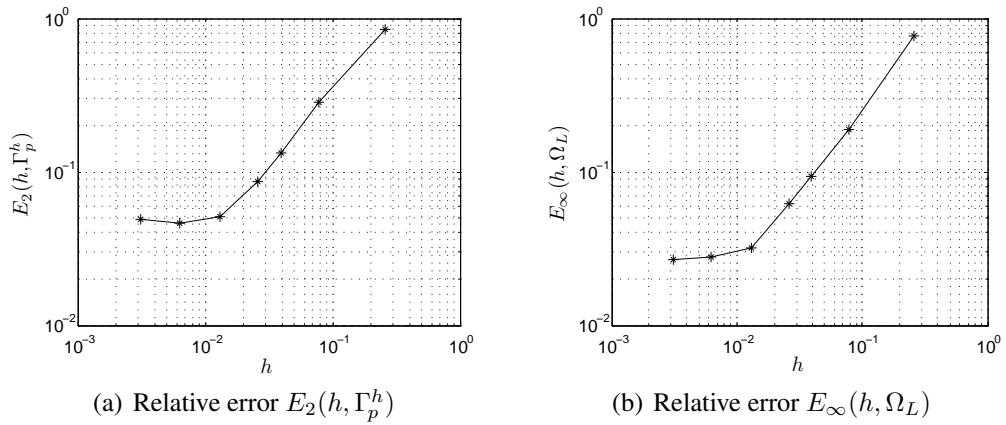 10^0
10^-1
10^-2
10^-3
10^-2
10^-1
10^0
E_2(h,Γ_p^h)
h
(a) Relative error E_2(h, Γ_p^h)
10^0
10^-1
10^-2
10^-3
10^-2
10^-1
10^0
E_∞(h,Ω_L)
h
(b) Relative error E_∞(h, Ω_L)